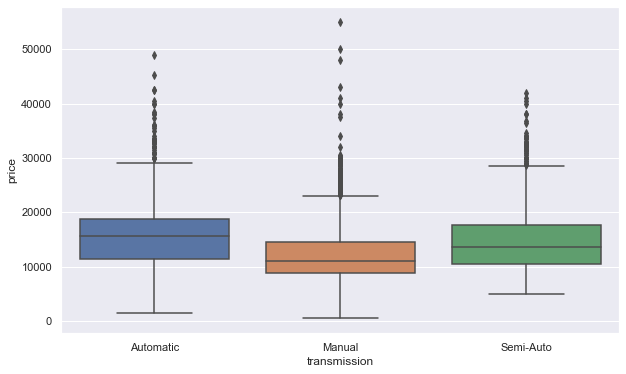 50000
40000
30000
20000
10000
0
price
Automatic
Manual
Semi-Auto
transmission